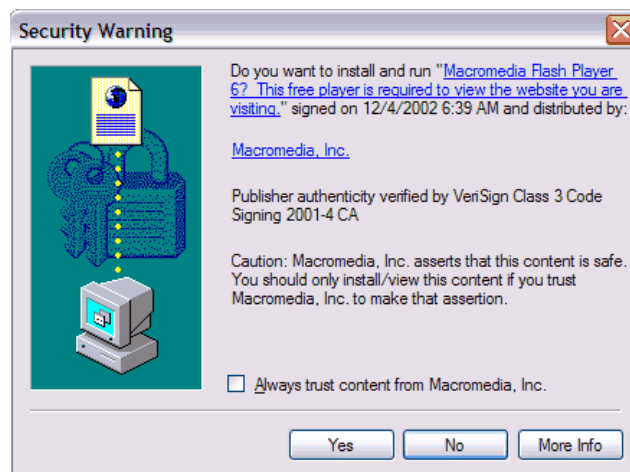 Security Warning
Do you want to install and run "Macromedia Flash Player
6? This free player is required to view the website you are
visiting." signed on 12/4/2002 6:39 AM and distributed by:
Macromedia, Inc.
Publisher authenticity verified by VeriSign Class 3 Code
Signing 2001-4 CA
Caution: Macromedia, Inc. asserts that this content is safe.
You should only install/view this content if you trust
Macromedia, Inc. to make that assertion.
Always trust content from Macromedia, Inc.
Yes No More Info